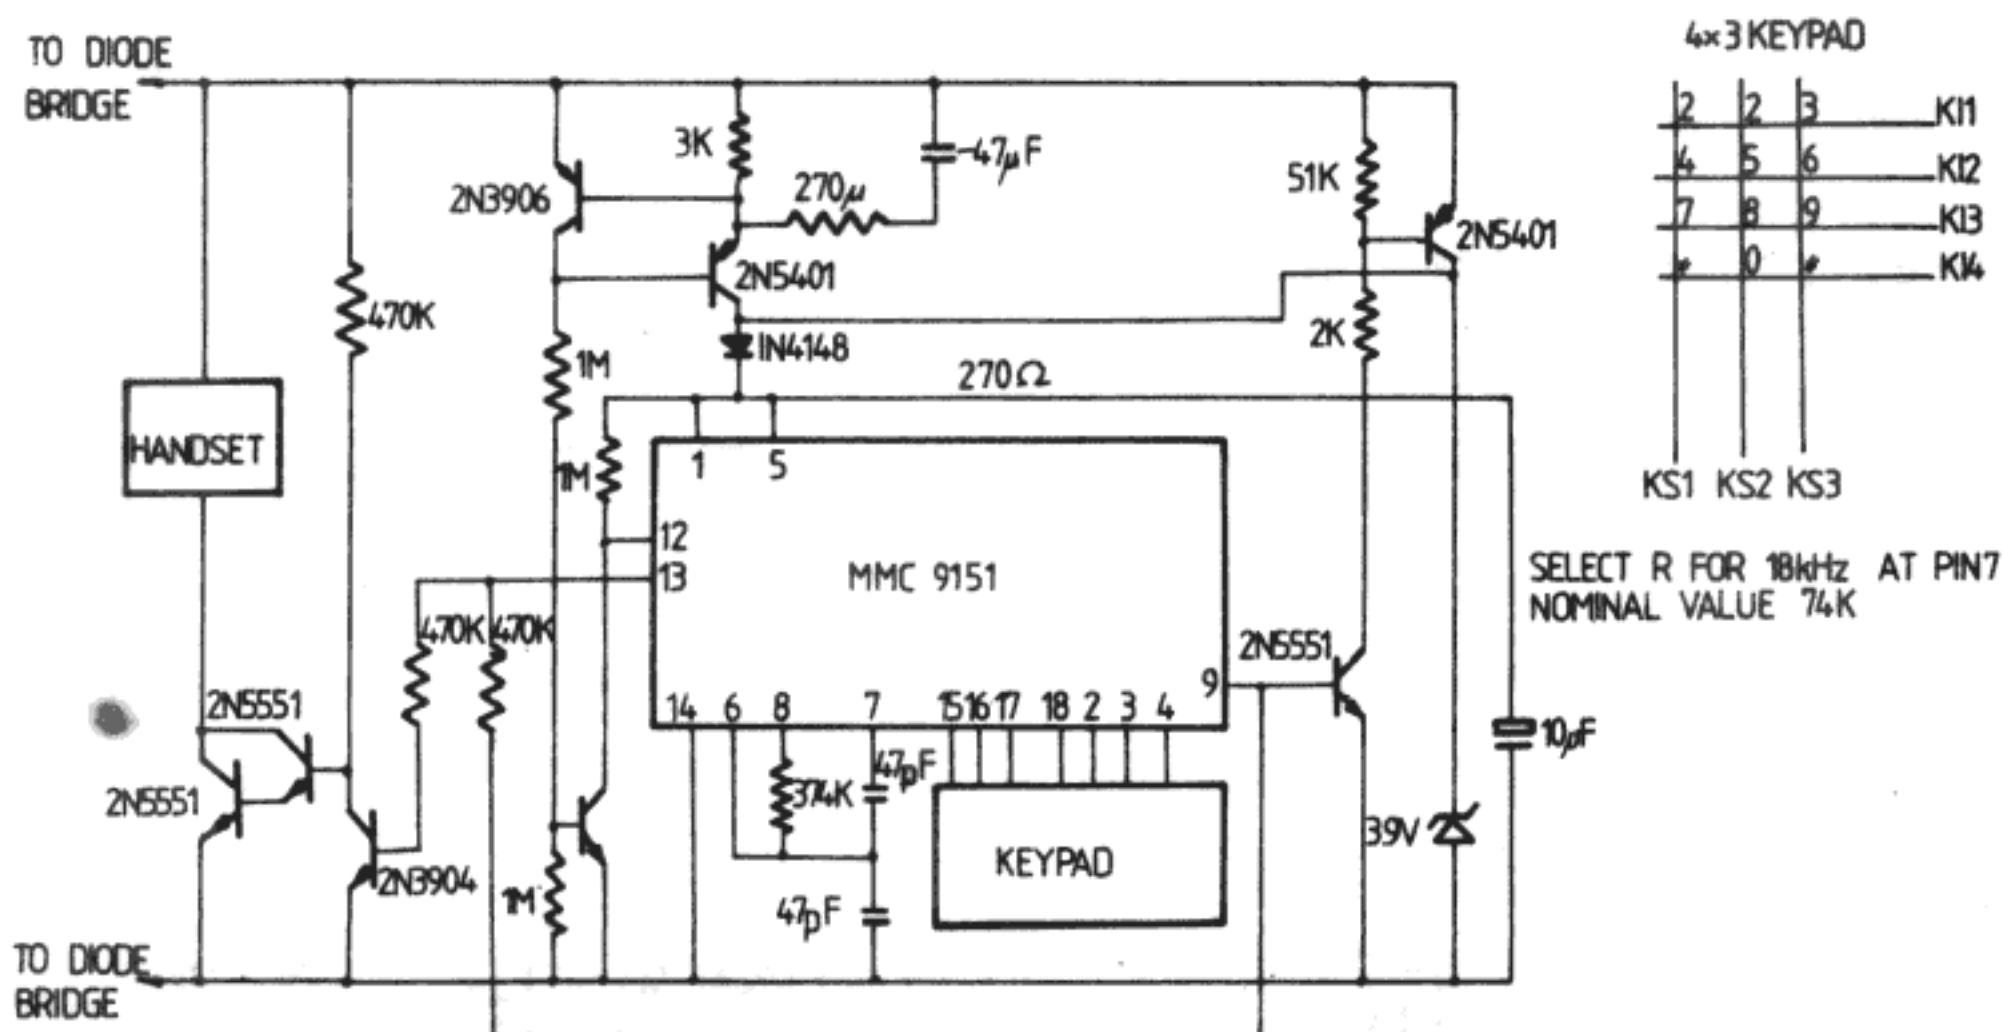 TO DIODE
BRIDGE
4x3 KEYPAD
2 2 3 KI1
4 5 6 KI2
7 8 9 KI3
* 0 * KI4
KS1 KS2 KS3
3K
270µ
47µF
2N3906
2N5401
51K
2N5401
470K
1M
IN4148
2K
270Ω
HANDSET
1M
1 5
12
13
MMC 9151
SELECT R FOR 18kHz AT PIN7
NOMINAL VALUE 74K
470K 470K
2N5551
9
14 6 8 7 15 16 17 18 2 3 4
2N5551
2N5551
374K
47pF
10µF
39V
2N3904
1M
47pF
KEYPAD
TO DIODE
BRIDGE